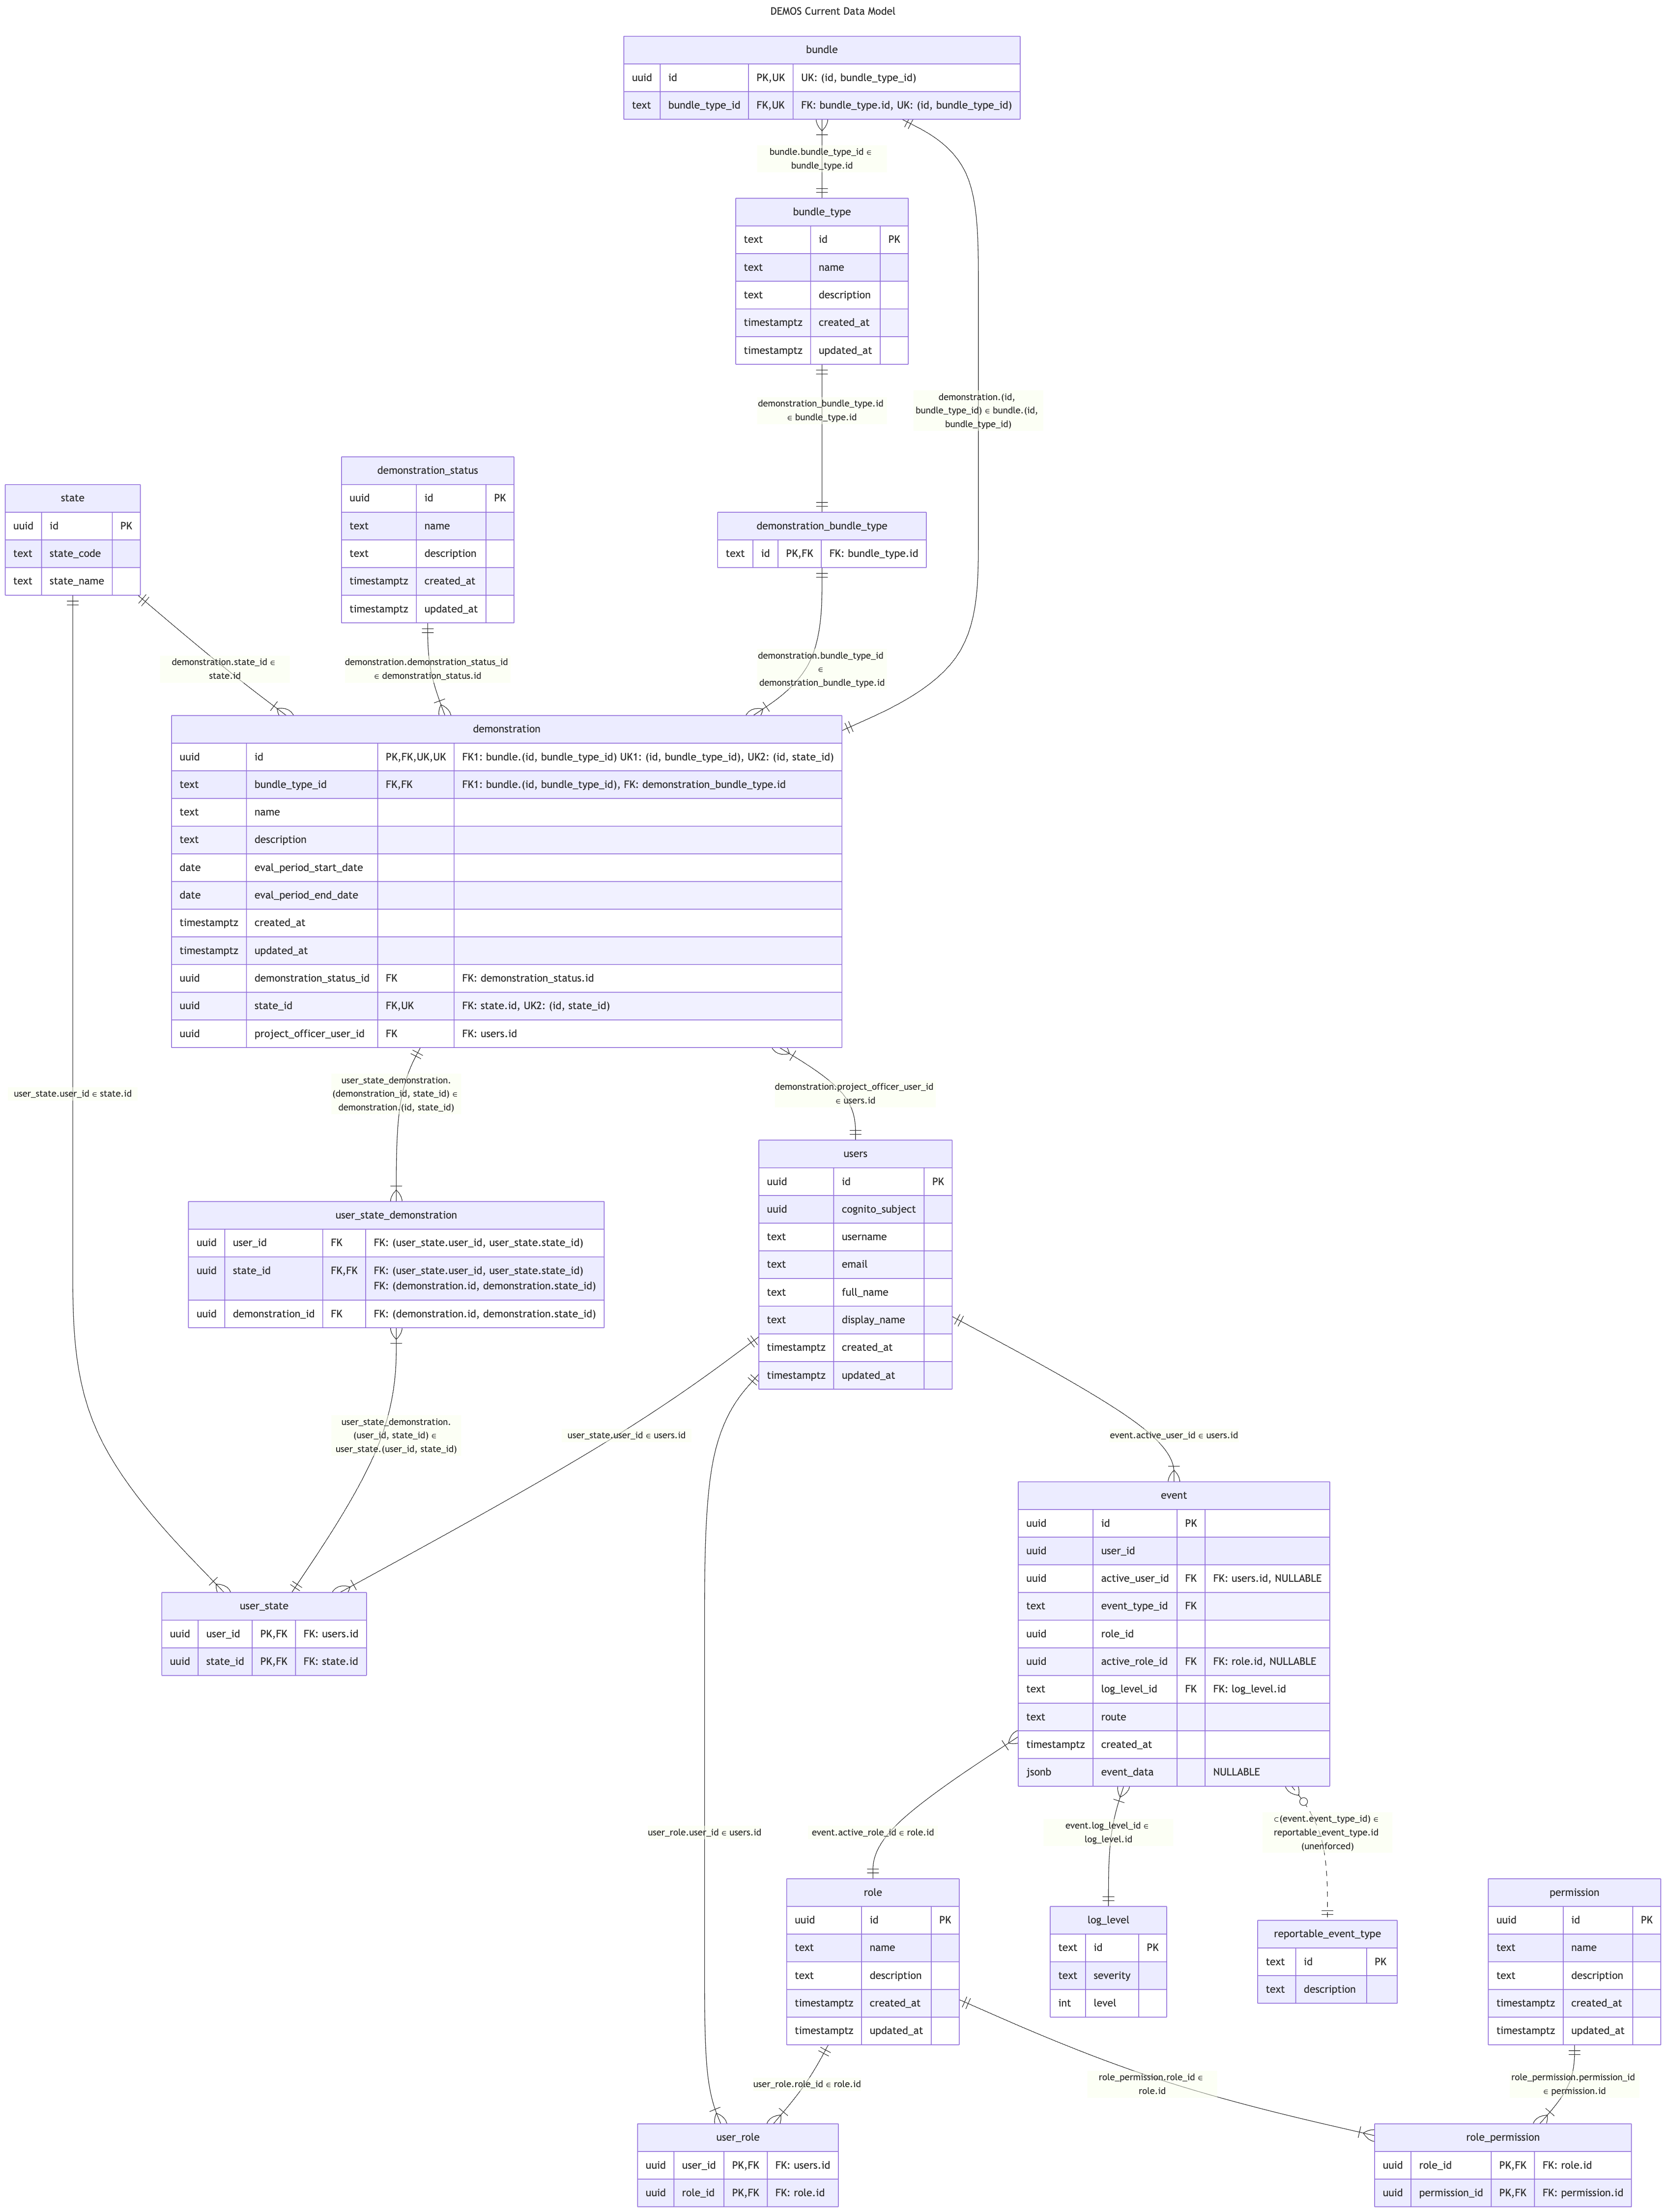 DEMOS Current Data Model
bundle
uuid id PK,UK UK: (id, bundle_type_id)
text bundle_type_id FK,UK FK: bundle_type.id, UK: (id, bundle_type_id)
bundle.bundle_type_id ∈
bundle_type.id
bundle_type
text id PK
text name
text description
timestamptz created_at
timestamptz updated_at
demonstration_bundle_type.id
∈ bundle_type.id
demonstration.(id,
bundle_type_id) ∈ bundle.(id,
bundle_type_id)
demonstration_status
uuid id PK
text name
text description
timestamptz created_at
timestamptz updated_at
state
uuid id PK
text state_code
text state_name
demonstration_bundle_type
text id PK,FK FK: bundle_type.id
demonstration.state_id ∈
state.id
demonstration.demonstration_status_id
∈ demonstration_status.id
demonstration.bundle_type_id
∈
demonstration_bundle_type.id
demonstration
uuid id PK,FK,UK,UK FK1: bundle.(id, bundle_type_id) UK1: (id, bundle_type_id), UK2: (id, state_id)
text bundle_type_id FK,FK FK1: bundle.(id, bundle_type_id), FK: demonstration_bundle_type.id
text name
text description
date eval_period_start_date
date eval_period_end_date
timestamptz created_at
timestamptz updated_at
uuid demonstration_status_id FK FK: demonstration_status.id
uuid state_id FK,UK FK: state.id, UK2: (id, state_id)
uuid project_officer_user_id FK FK: users.id
user_state.user_id ∈ state.id
user_state_demonstration.
(demonstration_id, state_id) ∈
demonstration.(id, state_id)
demonstration.project_officer_user_id
∈ users.id
users
uuid id PK
uuid cognito_subject
text username
text email
text full_name
text display_name
timestamptz created_at
timestamptz updated_at
user_state_demonstration
uuid user_id FK FK: (user_state.user_id, user_state.state_id)
uuid state_id FK,FK FK: (user_state.user_id, user_state.state_id)
FK: (demonstration.id, demonstration.state_id)
uuid demonstration_id FK FK: (demonstration.id, demonstration.state_id)
user_state_demonstration.
(user_id, state_id) ∈
user_state.(user_id, state_id)
user_state.user_id ∈ users.id
event.active_user_id ∈ users.id
event
uuid id PK
uuid user_id
uuid active_user_id FK FK: users.id, NULLABLE
text event_type_id FK
uuid role_id
uuid active_role_id FK FK: role.id, NULLABLE
text log_level_id FK FK: log_level.id
text route
timestamptz created_at
jsonb event_data NULLABLE
user_state
uuid user_id PK,FK FK: users.id
uuid state_id PK,FK FK: state.id
user_role.user_id ∈ users.id
event.active_role_id ∈ role.id
event.log_level_id ∈
log_level.id
⊂(event.event_type_id) ∈
reportable_event_type.id
(unenforced)
role
uuid id PK
text name
text description
timestamptz created_at
timestamptz updated_at
log_level
text id PK
text severity
int level
reportable_event_type
text id PK
text description
permission
uuid id PK
text name
text description
timestamptz created_at
timestamptz updated_at
user_role.role_id ∈ role.id
role_permission.role_id ∈
role.id
role_permission.permission_id
∈ permission.id
user_role
uuid user_id PK,FK FK: users.id
uuid role_id PK,FK FK: role.id
role_permission
uuid role_id PK,FK FK: role.id
uuid permission_id PK,FK FK: permission.id